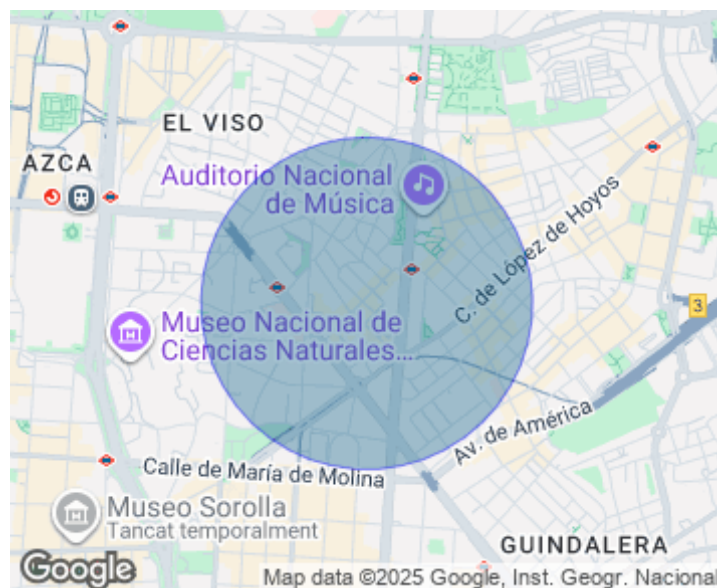 EL VISO
AZCA
Auditorio Nacional
de Música
C. de López de Hoyos
Museo Nacional de
Ciencias Naturales...
3
Av. de América
Calle de María de Molina
Museo Sorolla
Tancat temporalment
GUINDALERA
Google
Map data ©2025 Google, Inst. Geogr. Nacional